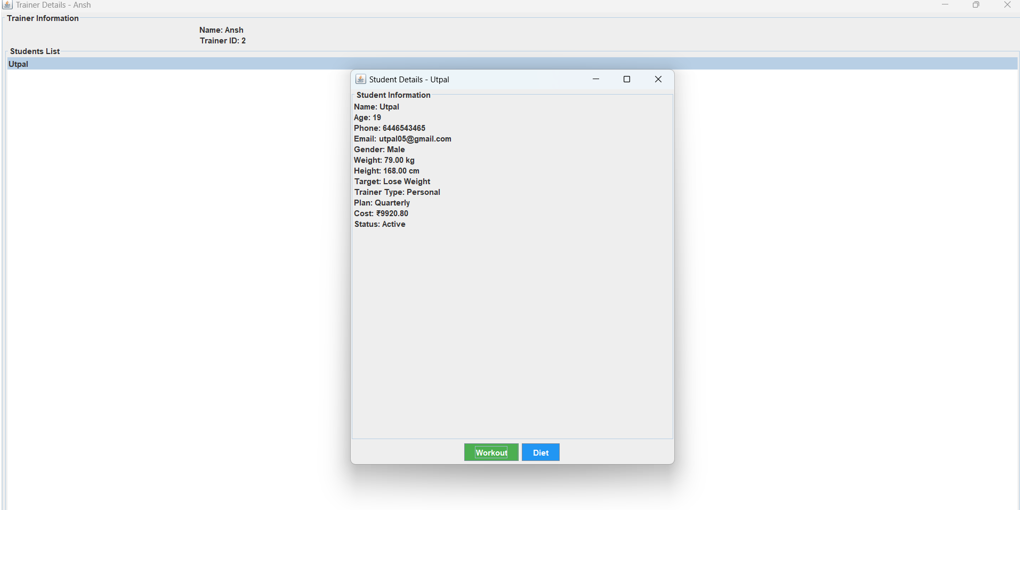 Trainer Details - Ansh
Trainer Information
Name: Ansh
Trainer ID: 2
Students List
Utpal
Student Details - Utpal
Student Information
Name: Utpal
Age: 19
Phone: 6446543465
Email: utpal05@gmail.com
Gender: Male
Weight: 79.00 kg
Height: 168.00 cm
Target: Lose Weight
Trainer Type: Personal
Plan: Quarterly
Cost: ₹9920.80
Status: Active
Workout
Diet